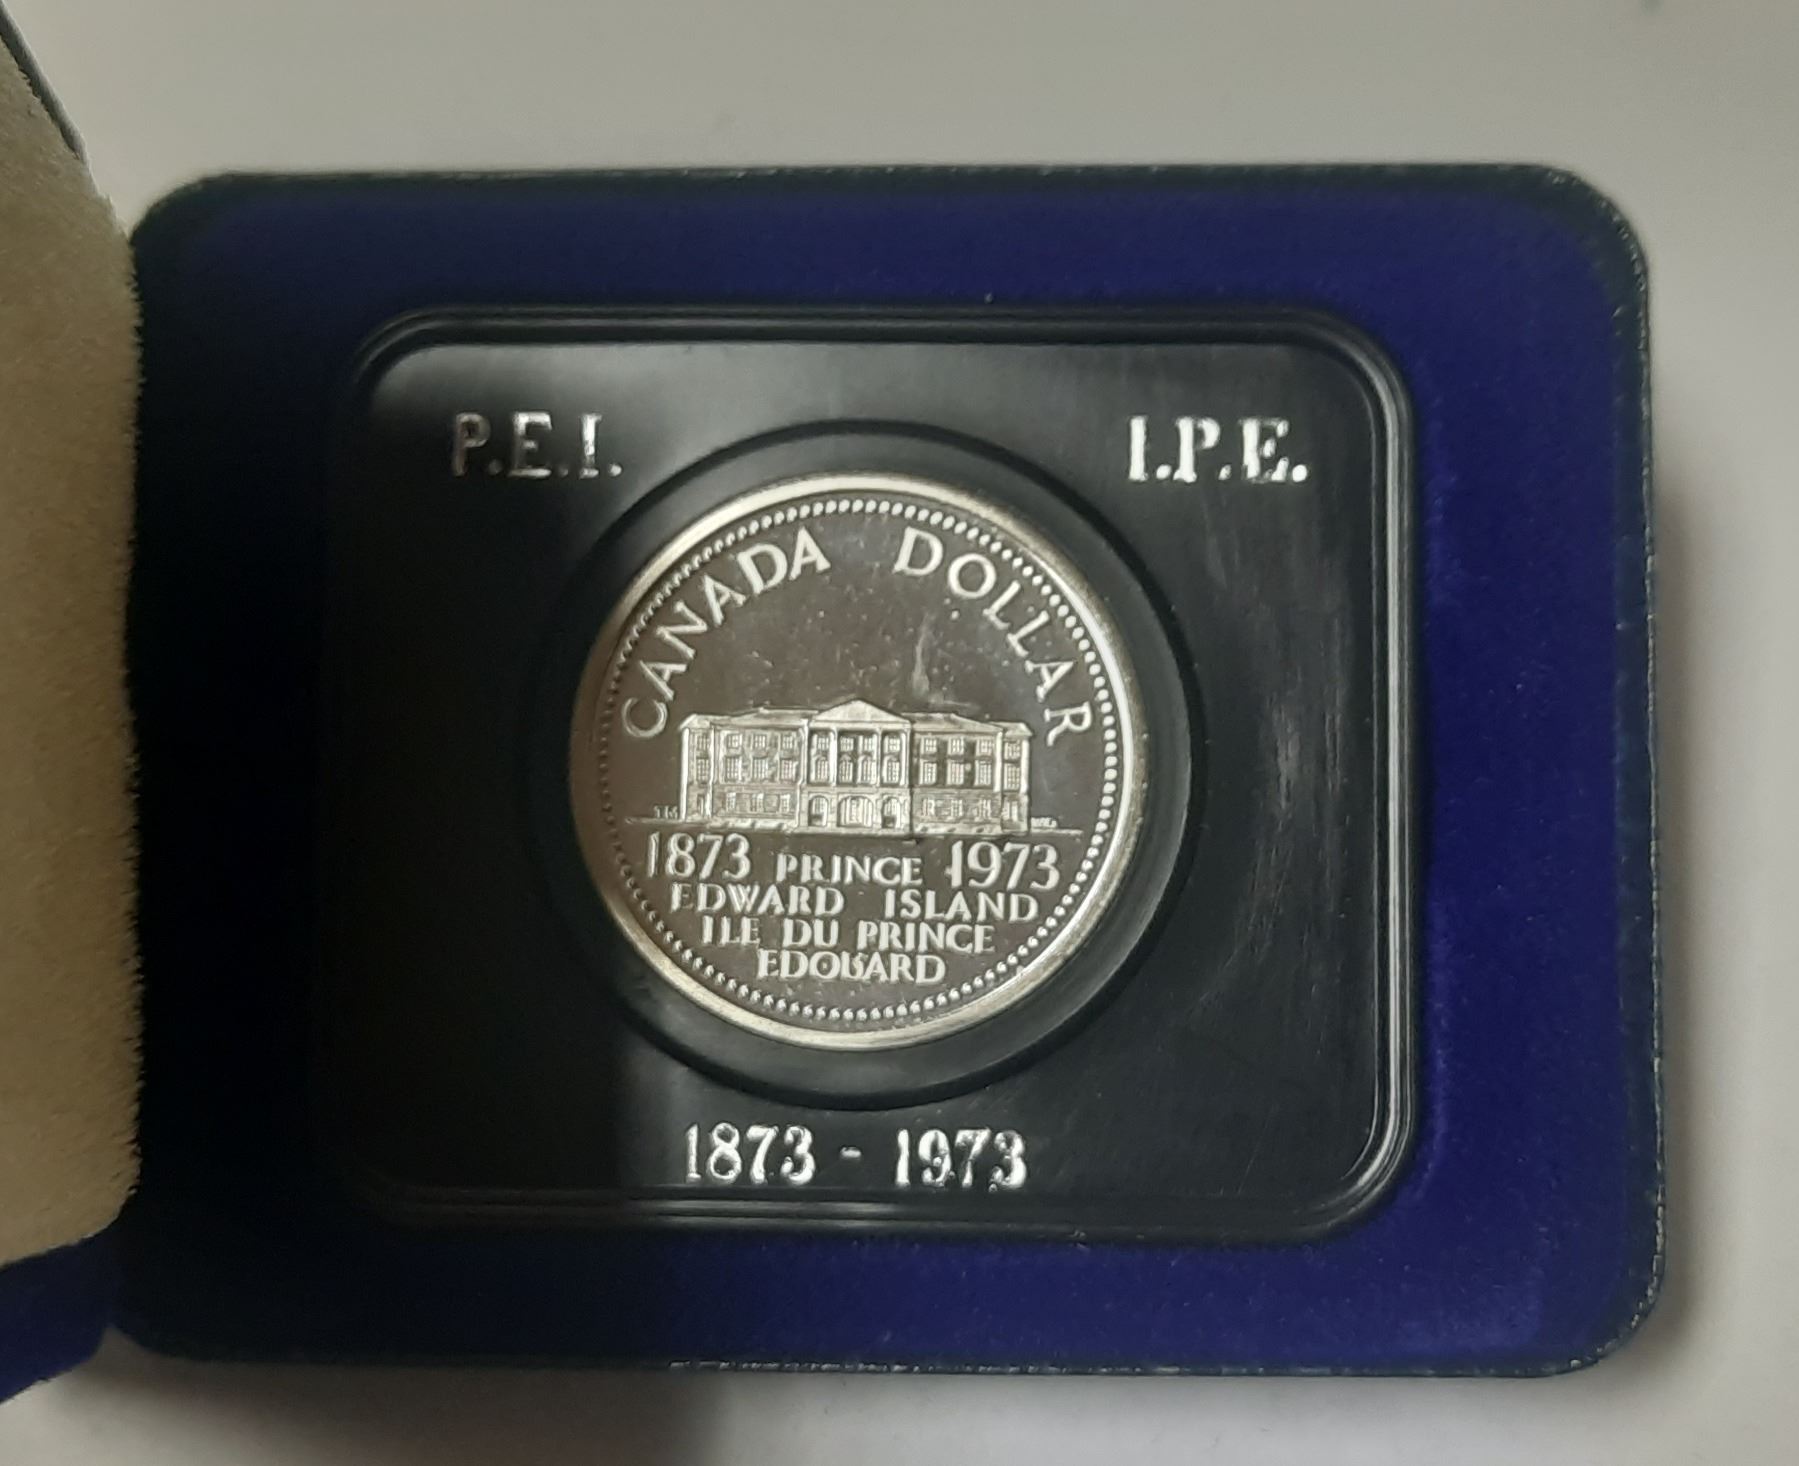 P.E.I. I.P.E.
CANADA DOLLAR
1873 PRINCE 1973
EDWARD ISLAND
ILE DU PRINCE
EDOUARD
1873 - 1973